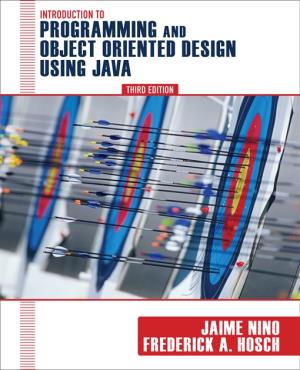 INTRODUCTION TO
PROGRAMMING AND
OBJECT ORIENTED DESIGN
USING JAVA
THIRD EDITION
JAIME NINO
FREDERICK A. HOSCH